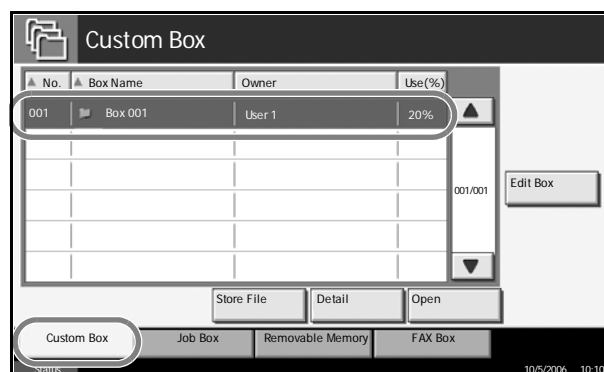 Custom Box
No. Box Name Owner Use(%)
001 Box 001 User 1 20%
001/001
Edit Box
Store File Detail Open
Custom Box Job Box Removable Memory FAX Box
Status 10/5/2006 10:10